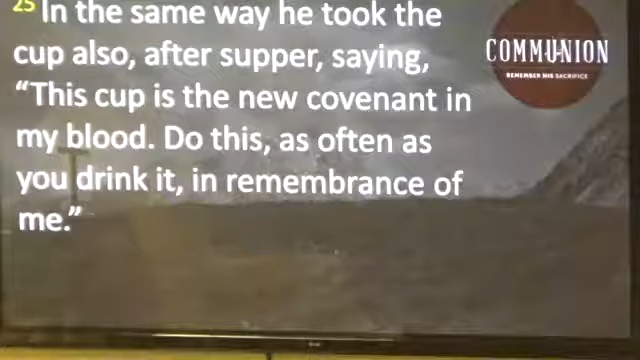 25 In the same way he took the
cup also, after supper, saying,
“This cup is the new covenant in
my blood. Do this, as often as
you drink it, in remembrance of
me.”
COMMUNION
REMEMBER HIS SACRIFICE